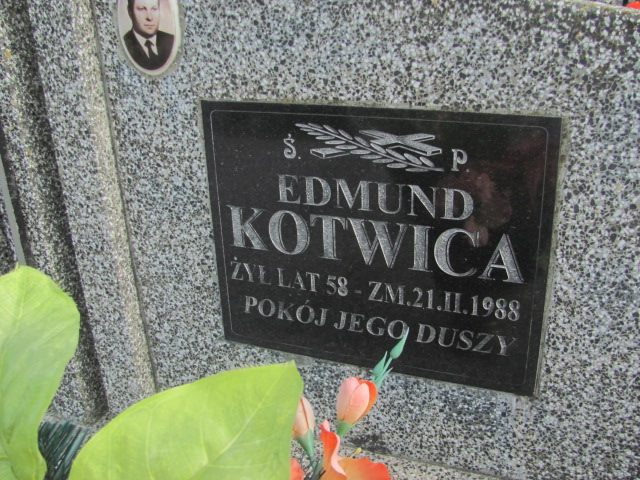 Ś. P.
EDMUND
KOTWICA
ŻYŁ LAT 58 - ZM.21.II.1988
POKÓJ JEGO DUSZY